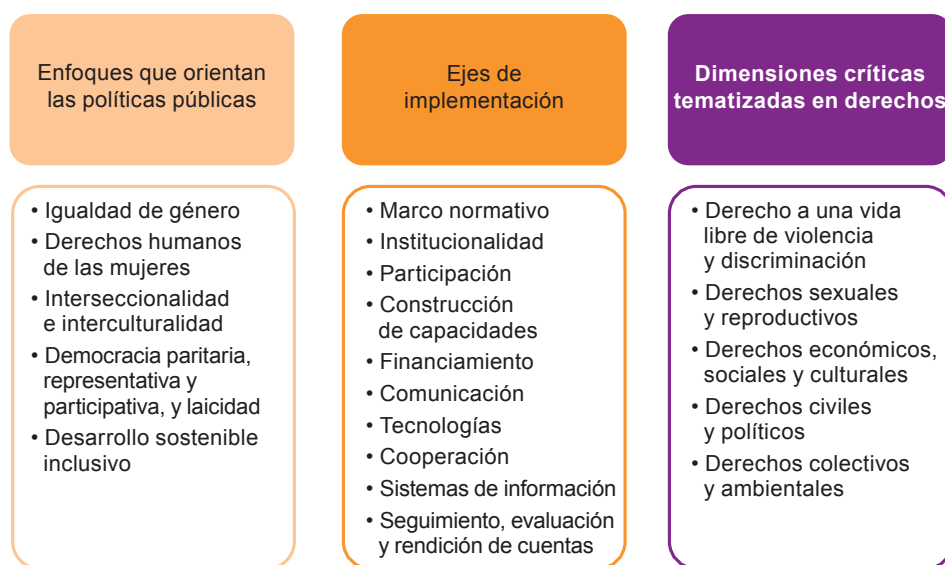 Enfoques que orientan
las políticas públicas
• Igualdad de género
• Derechos humanos
de las mujeres
• Interseccionalidad
e interculturalidad
• Democracia paritaria,
representativa y
participativa, y laicidad
• Desarrollo sostenible
inclusivo
Ejes de
implementación
• Marco normativo
• Institucionalidad
• Participación
• Construcción
de capacidades
• Financiamiento
• Comunicación
• Tecnologías
• Cooperación
• Sistemas de información
• Seguimiento, evaluación
y rendición de cuentas
Dimensiones críticas
tematizadas en derechos
• Derecho a una vida
libre de violencia
y discriminación
• Derechos sexuales
y reproductivos
• Derechos económicos,
sociales y culturales
• Derechos civiles
y políticos
• Derechos colectivos
y ambientales